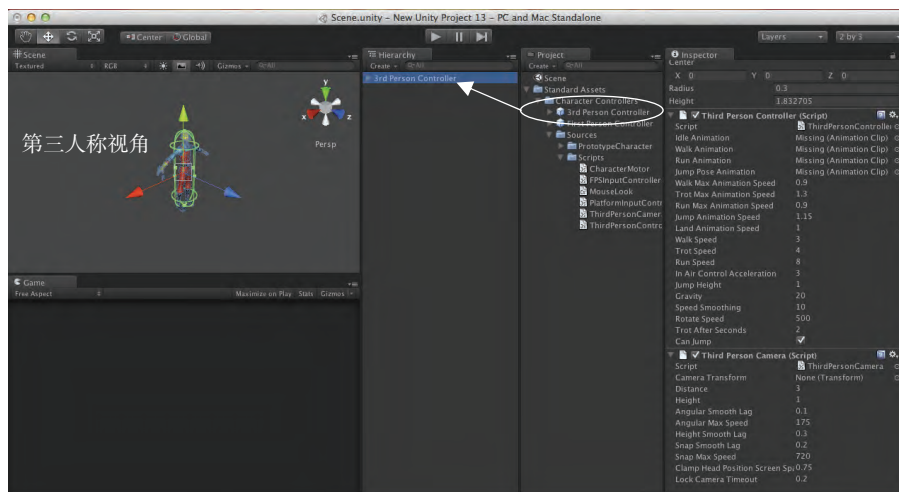 Scene.unity - New Unity Project 13 - PC and Mac Standalone
Center Global Layers 2 by 3
Scene
Textured RGB Gizmos All
第三人称视角
y
x z
Persp
Game
Free Aspect Maximize on Play Stats Gizmos
Hierarchy
Create All
3rd Person Controller
Project
Create All
Scene
Standard Assets
Character Controllers
3rd Person Controller
First Person Controller
Sources
PrototypeCharacter
Scripts
CharacterMotor
FPSInputController
MouseLook
PlatformInputContr
ThirdPersonCamer
ThirdPersonContro
Inspector
Center
X 0 Y 0 Z 0
Radius 0.3
Height 1.832705
Third Person Controller (Script)
Script ThirdPersonController
Idle Animation Missing (Animation Clip)
Walk Animation Missing (Animation Clip)
Run Animation Missing (Animation Clip)
Jump Pose Animation Missing (Animation Clip)
Walk Max Animation Speed 0.9
Trot Max Animation Speed 1.3
Run Max Animation Speed 0.9
Jump Animation Speed 1.15
Land Animation Speed 1
Walk Speed 3
Trot Speed 4
Run Speed 8
In Air Control Acceleration 3
Jump Height 1
Gravity 20
Speed Smoothing 10
Rotate Speed 500
Trot After Seconds 2
Can Jump
Third Person Camera (Script)
Script ThirdPersonCamera
Camera Transform None (Transform)
Distance 3
Height 1
Angular Smooth Lag 0.1
Angular Max Speed 175
Height Smooth Lag 0.3
Snap Smooth Lag 0.2
Snap Max Speed 720
Clamp Head Position Screen Sp 0.75
Lock Camera Timeout 0.2